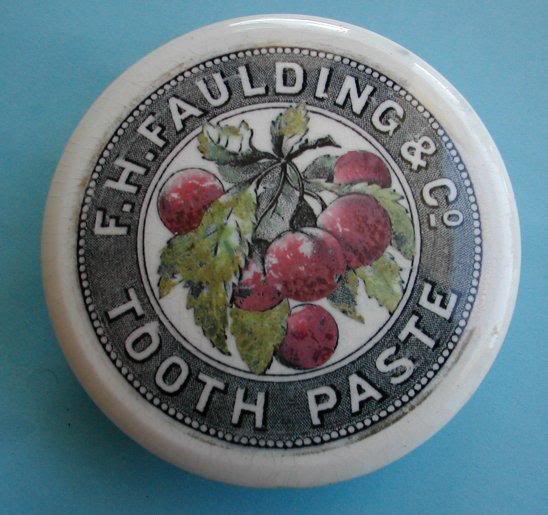 F. H. FAULDING & Co
TOOTH PASTE